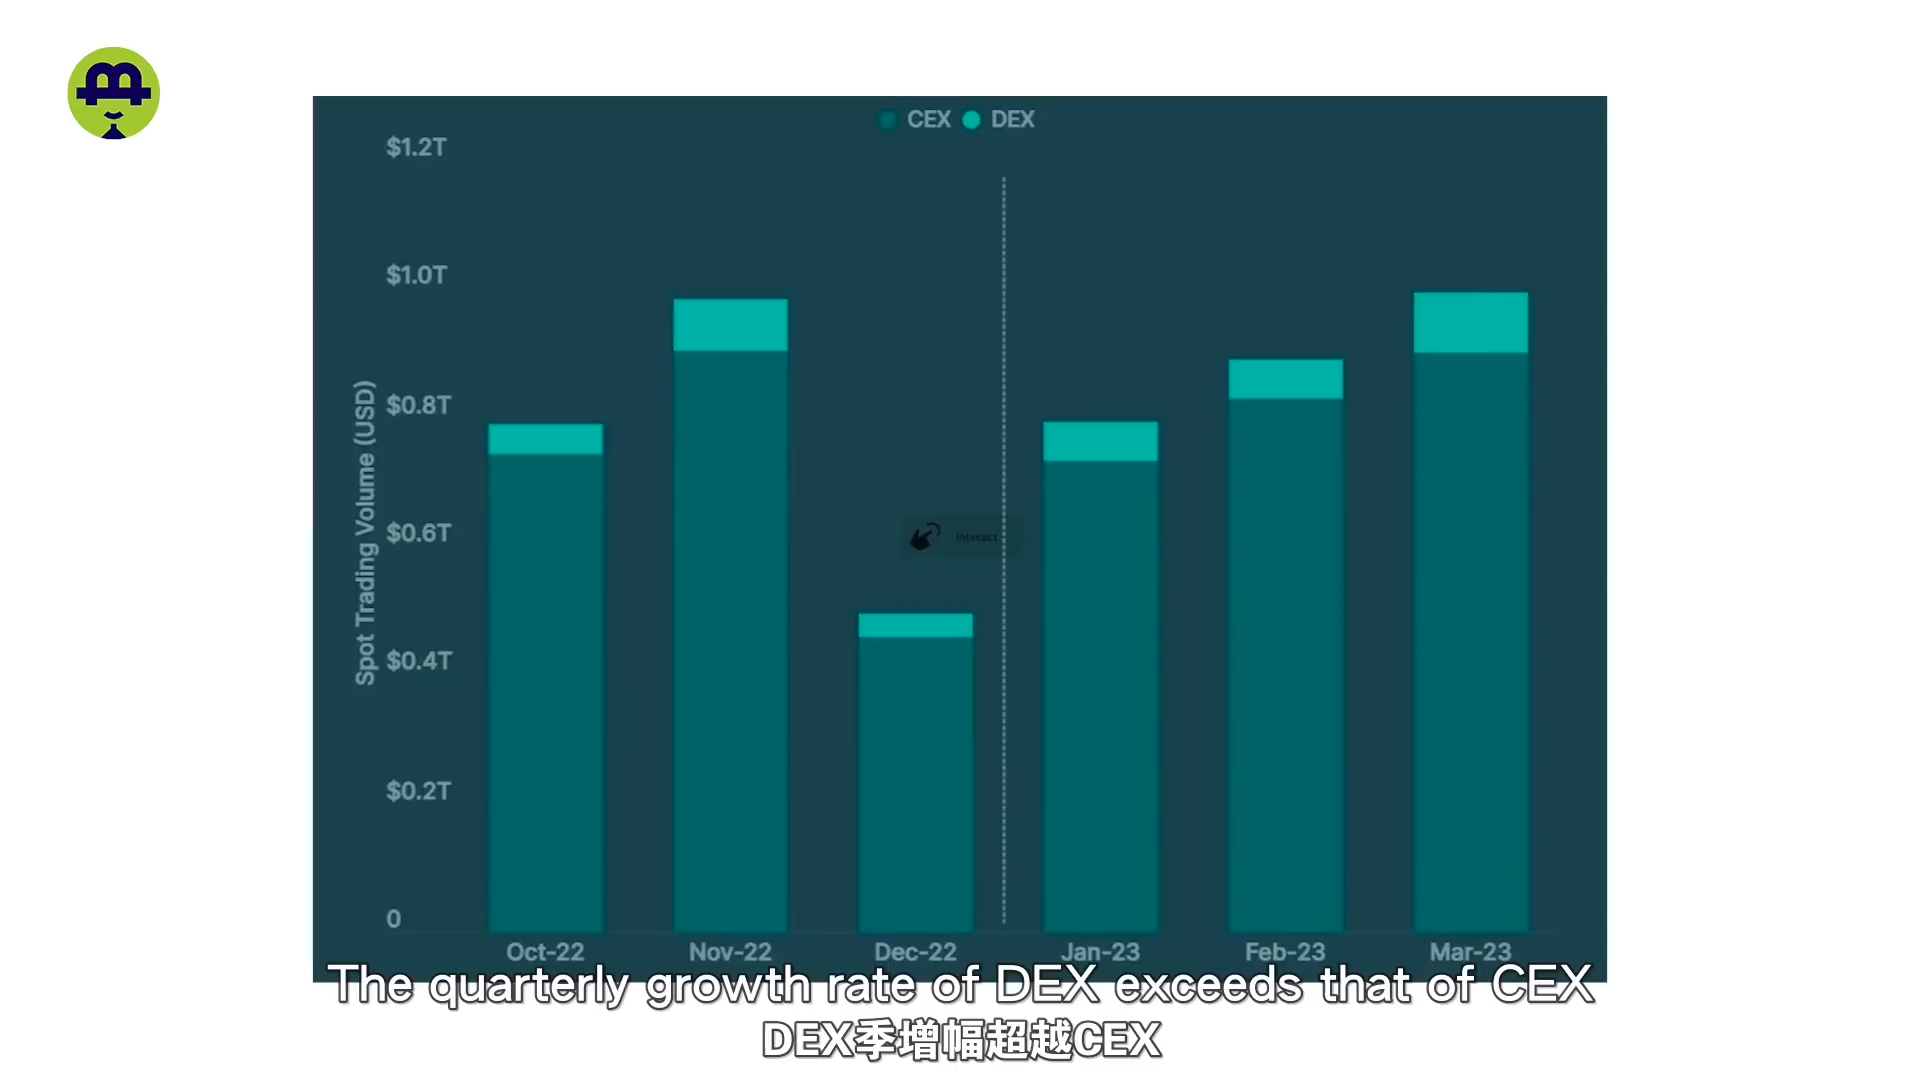 CEX DEX
$1.2T
$1.0T
$0.8T
$0.6T
$0.4T
$0.2T
0
Spot Trading Volume (USD)
Interact
Oct-22 Nov-22 Dec-22 Jan-23 Feb-23 Mar-23
The quarterly growth rate of DEX exceeds that of CEX
DEX季增幅超越CEX